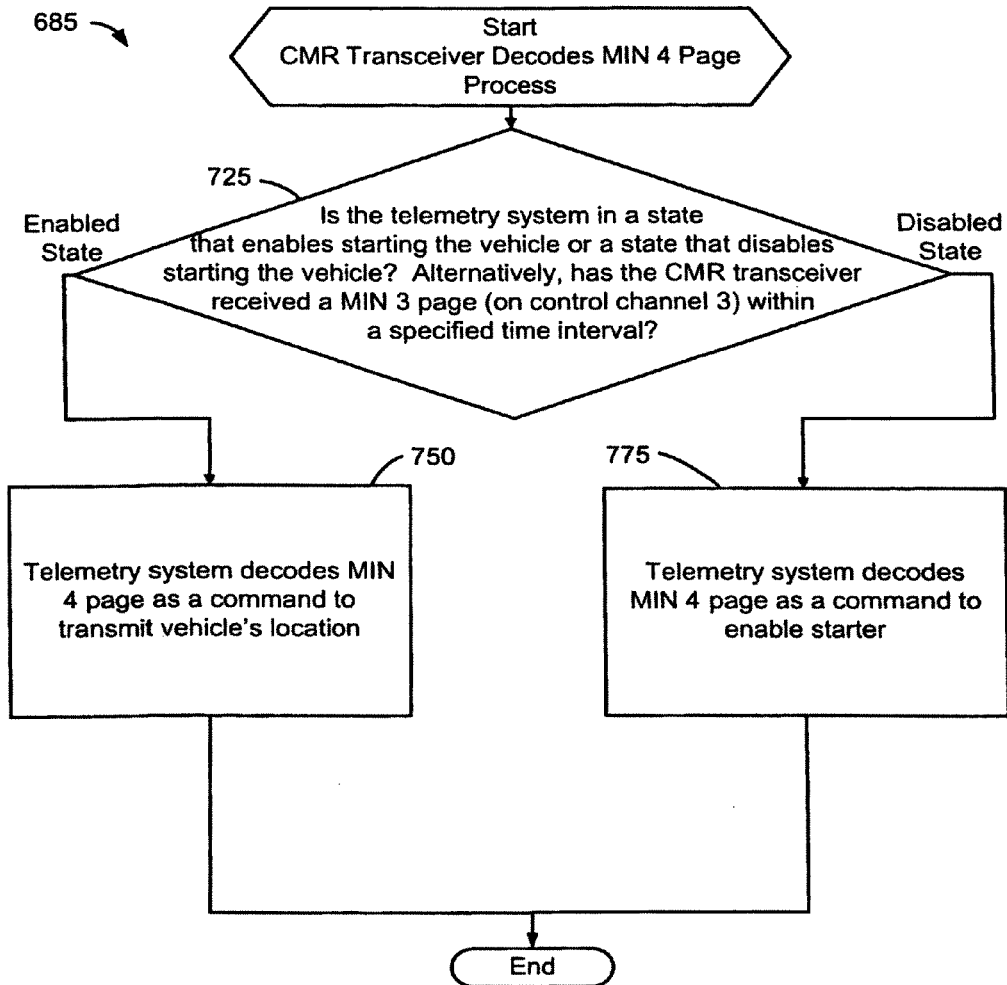 685
Start
CMR Transceiver Decodes MIN 4 Page
Process
725
Enabled
State
Is the telemetry system in a state
that enables starting the vehicle or a state that disables
starting the vehicle? Alternatively, has the CMR transceiver
received a MIN 3 page (on control channel 3) within
a specified time interval?
Disabled
State
750
Telemetry system decodes MIN
4 page as a command to
transmit vehicle's location
775
Telemetry system decodes
MIN 4 page as a command to
enable starter
End